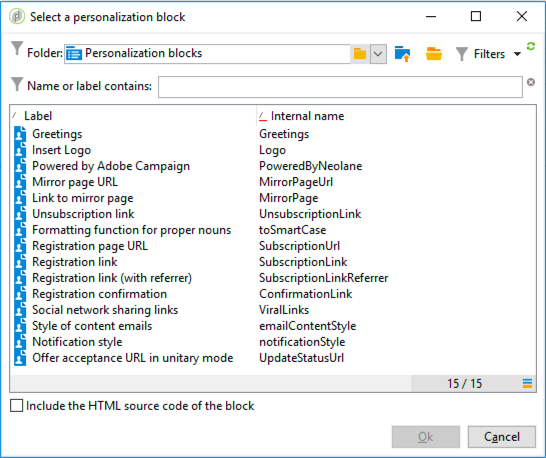 Select a personalization block
Folder: Personalization blocks Filters
Name or label contains:
Label Internal name
Greetings Greetings
Insert Logo Logo
Powered by Adobe Campaign PoweredByNeolane
Mirror page URL MirrorPageUrl
Link to mirror page MirrorPage
Unsubscription link UnsubscriptionLink
Formatting function for proper nouns toSmartCase
Registration page URL SubscriptionUrl
Registration link SubscriptionLink
Registration link (with referrer) SubscriptionLinkReferrer
Registration confirmation ConfirmationLink
Social network sharing links ViralLinks
Style of content emails emailContentStyle
Notification style notificationStyle
Offer acceptance URL in unitary mode UpdateStatusUrl
15 / 15
Include the HTML source code of the block
Ok Cancel